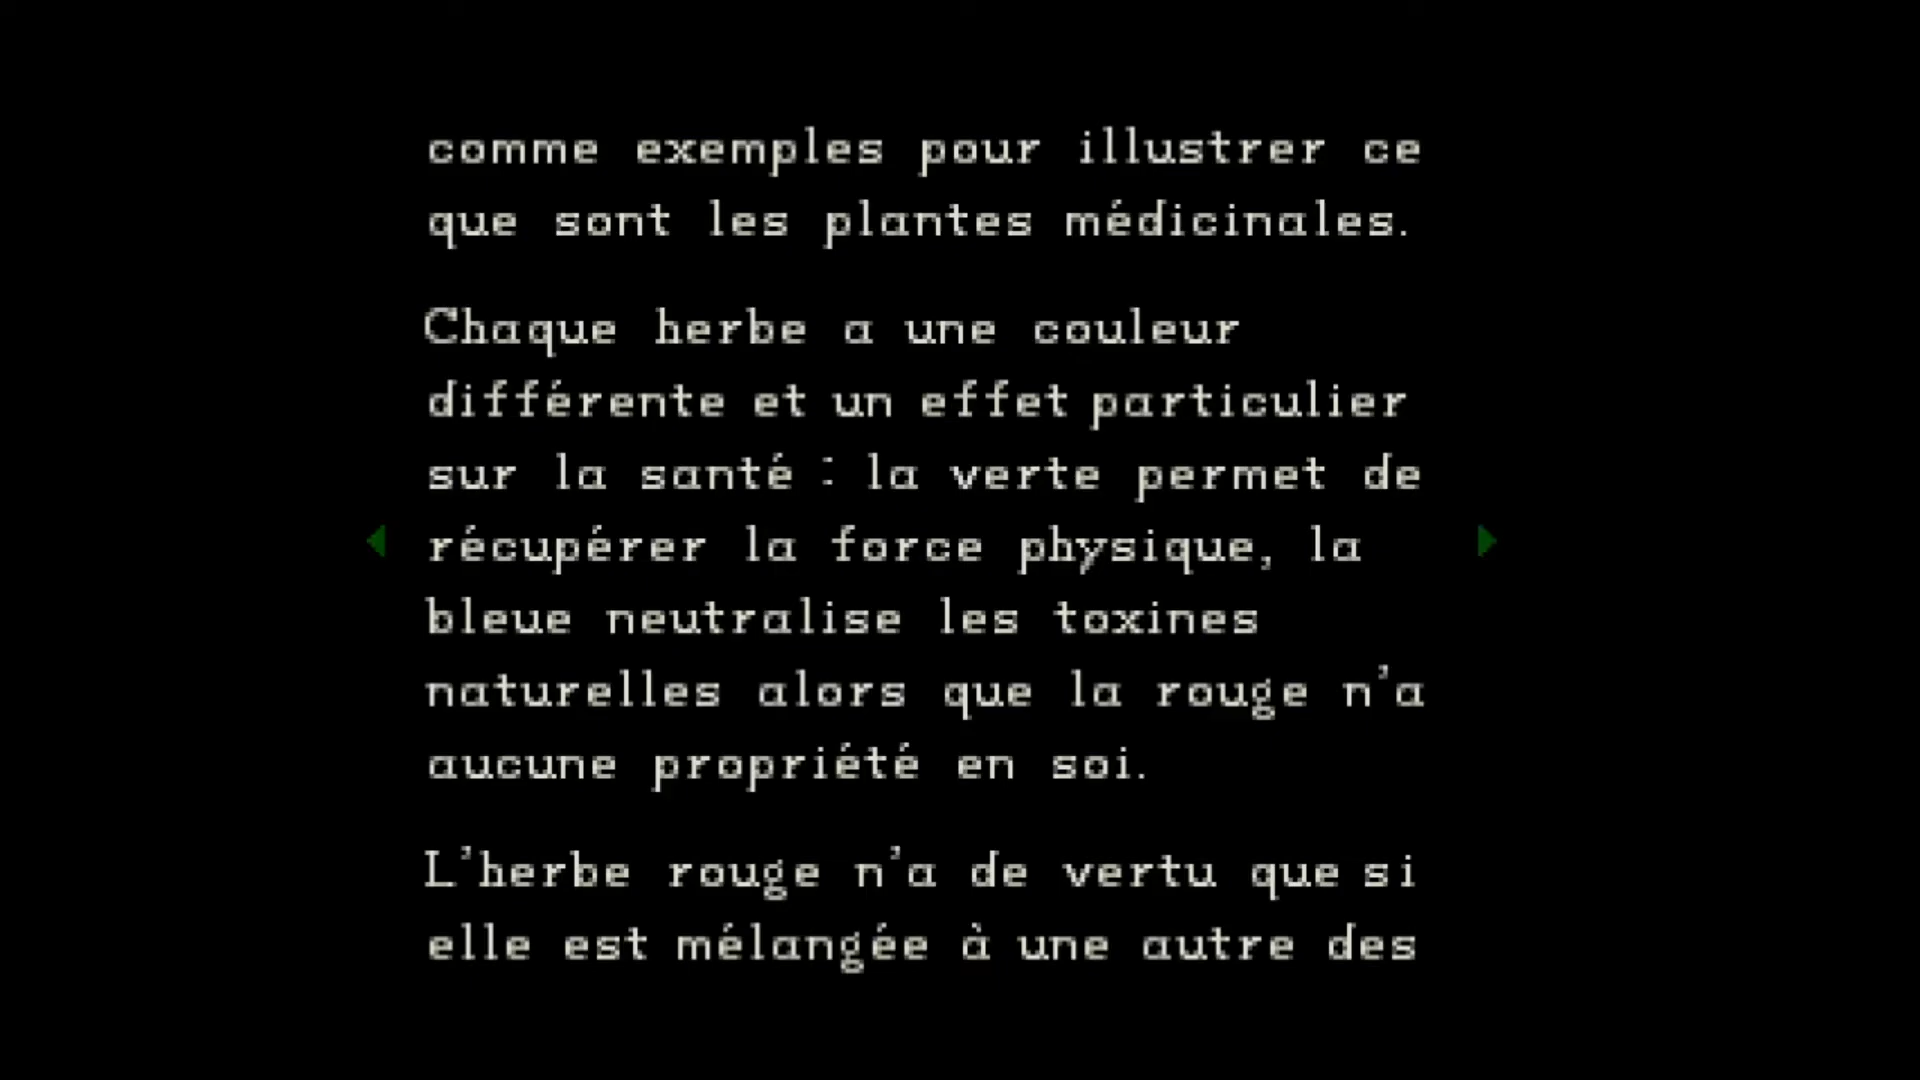 comme exemples pour illustrer ce
que sont les plantes médicinales.
Chaque herbe a une couleur
différente et un effet particulier
sur la santé : la verte permet de
récupérer la force physique, la
bleue neutralise les toxines
naturelles alors que la rouge n'a
aucune propriété en soi.
L'herbe rouge n'a de vertu que si
elle est mélangée à une autre des